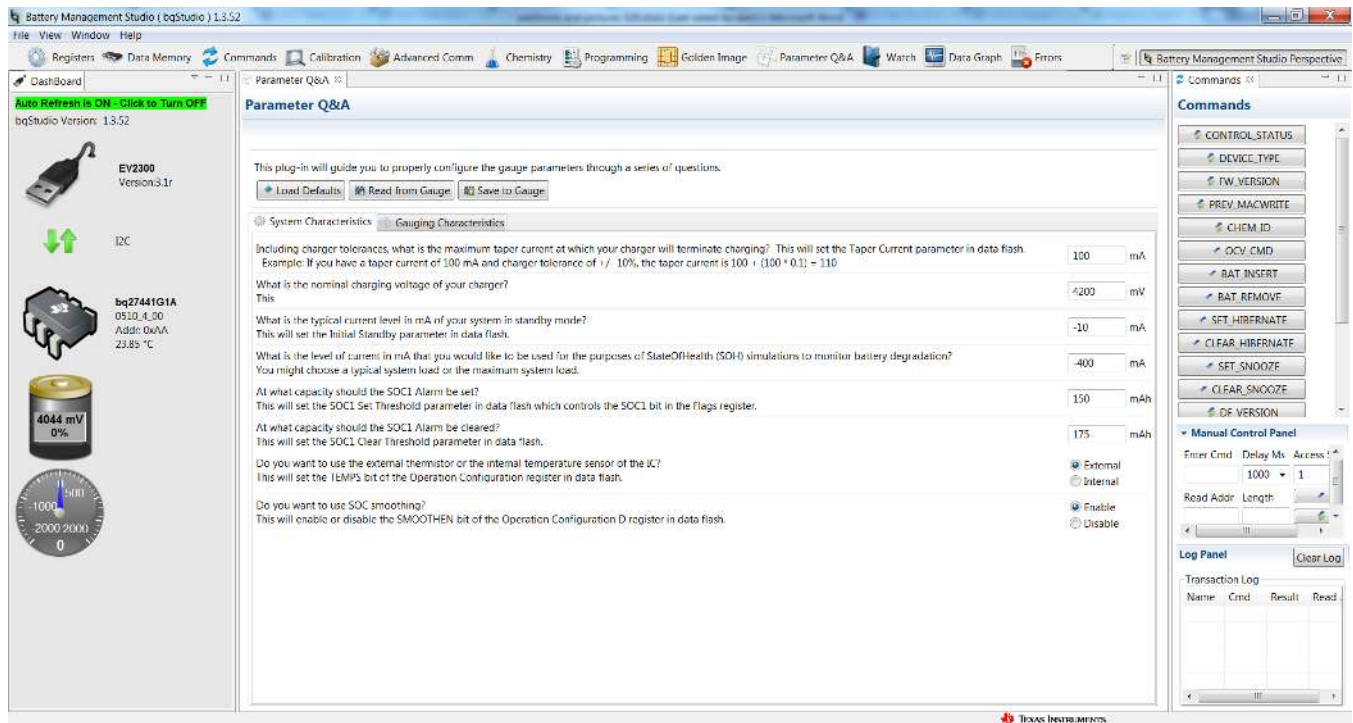 Battery Management Studio ( bqStudio ) 1.3.52
File View Window Help
Registers Data Memory Commands Calibration Advanced Comm Chemistry Programming Golden Image Parameter Q&A Watch Data Graph Errors Battery Management Studio Perspective
DashBoard
Auto Refresh is ON - Click to Turn OFF
bqStudio Version: 1.3.52
EV2300
Version:3.1r
I2C
bq27441G1A
0510_4_00
Addr: 0xAA
23.85 °C
4044 mV
0%
500
-1000
-2000 2000
0
Parameter Q&A
Parameter Q&A
This plug-in will guide you to properly configure the gauge parameters through a series of questions.
Load Defaults Read from Gauge Save to Gauge
System Characteristics Gauging Characteristics
Including charger tolerances, what is the maximum taper current at which your charger will terminate charging? This will set the Taper Current parameter in data flash. 100 mA
Example: If you have a taper current of 100 mA and charger tolerance of +/- 10%, the taper current is 100 + (100 * 0.1) = 110
What is the nominal charging voltage of your charger? 4200 mV
This
What is the typical current level in mA of your system in standby mode? -10 mA
This will set the Initial Standby parameter in data flash.
What is the level of current in mA that you would like to be used for the purposes of StateOfHealth (SOH) simulations to monitor battery degradation? -400 mA
You might choose a typical system load or the maximum system load.
At what capacity should the SOC1 Alarm be set? 150 mAh
This will set the SOC1 Set Threshold parameter in data flash which controls the SOC1 bit in the Flags register.
At what capacity should the SOC1 Alarm be cleared? 175 mAh
This will set the SOC1 Clear Threshold parameter in data flash.
Do you want to use the external thermistor or the internal temperature sensor of the IC? External
This will set the TEMPS bit of the Operation Configuration register in data flash. Internal
Do you want to use SOC smoothing? Enable
This will enable or disable the SMOOTHEN bit of the Operation Configuration D register in data flash. Disable
Commands
Commands
CONTROL_STATUS
DEVICE_TYPE
FW_VERSION
PREV_MACWRITE
CHEM_ID
OCV_CMD
BAT_INSERT
BAT_REMOVE
SET_HIBERNATE
CLEAR_HIBERNATE
SET_SNOOZE
CLEAR_SNOOZE
DF_VERSION
Manual Control Panel
Enter Cmd Delay Ms Access
1000 1
Read Addr Length
Log Panel Clear Log
Transaction Log
Name Cmd Result Read
TEXAS INSTRUMENTS